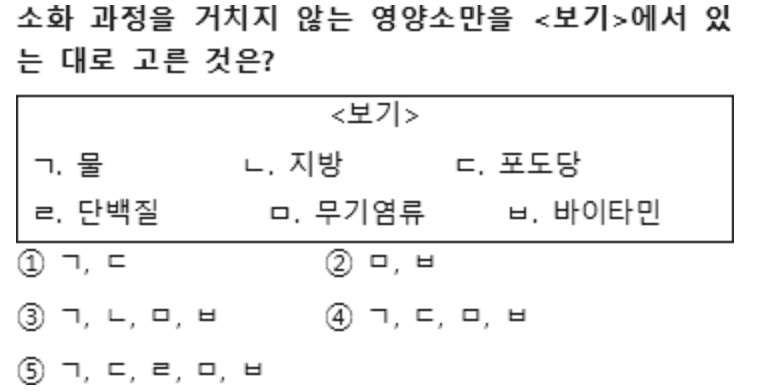 소화 과정을 거치지 않는 영양소만을 <보기>에서 있
는 대로 고른 것은?
<보기>
ㄱ. 물 ㄴ. 지방 ㄷ. 포도당
ㄹ. 단백질 ㅁ. 무기염류 ㅂ. 바이타민
① ㄱ, ㄷ ② ㅁ, ㅂ
③ ㄱ, ㄴ, ㅁ, ㅂ ④ ㄱ, ㄷ, ㅁ, ㅂ
⑤ ㄱ, ㄷ, ㄹ, ㅁ, ㅂ